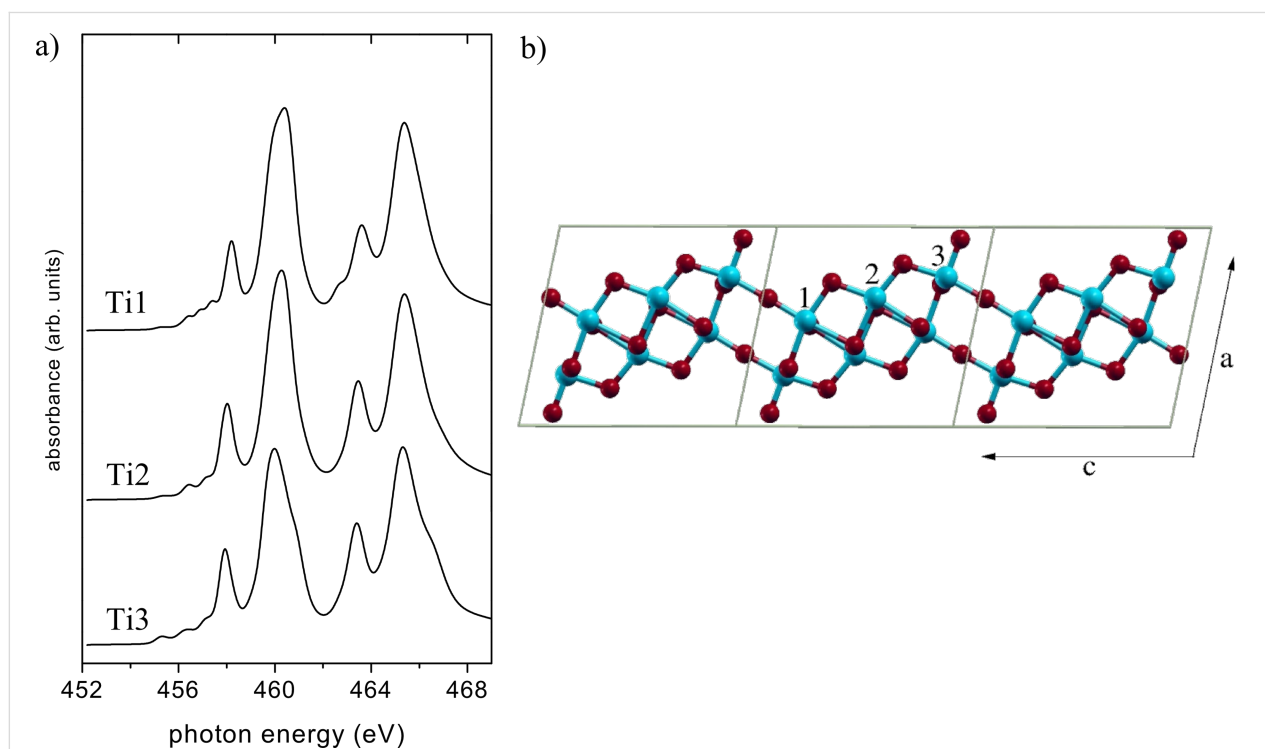 a)
b)
absorbance (arb. units)
Ti1
Ti2
Ti3
452 456 460 464 468
photon energy (eV)
1 2 3
a
c